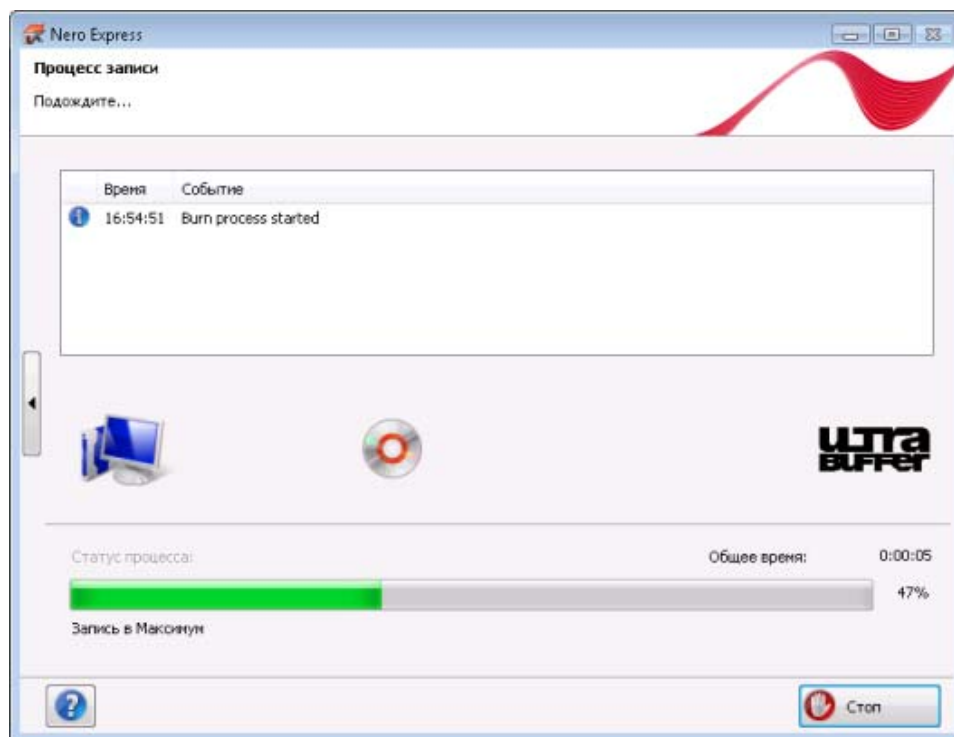 Nero Express
Процесс записи
Подождите...
Время Событие
16:54:51 Burn process started
ULTRA
BUFFER
Статус процесса: Общее время: 0:00:05
47%
Запись в Максимум
Стоп